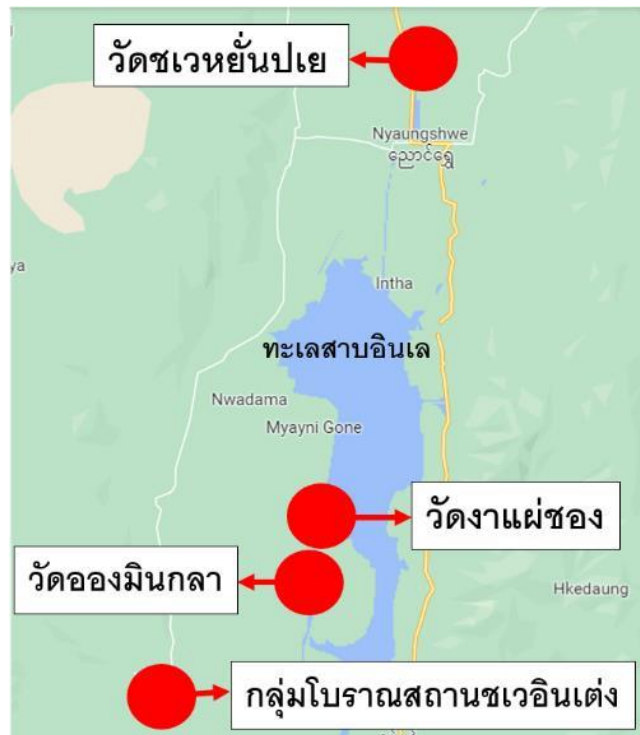 วัดชเวหยั่นปเย
Nyaungshwe
ညောင်ရွှေ
ya
Intha
ทะเลสาบอินเล
Nwadama
Myayni Gone
วัดงาแผ่ชอง
วัดอองมินกลา
Hkedaung
กลุ่มโบราณสถานชเวอินเต่ง